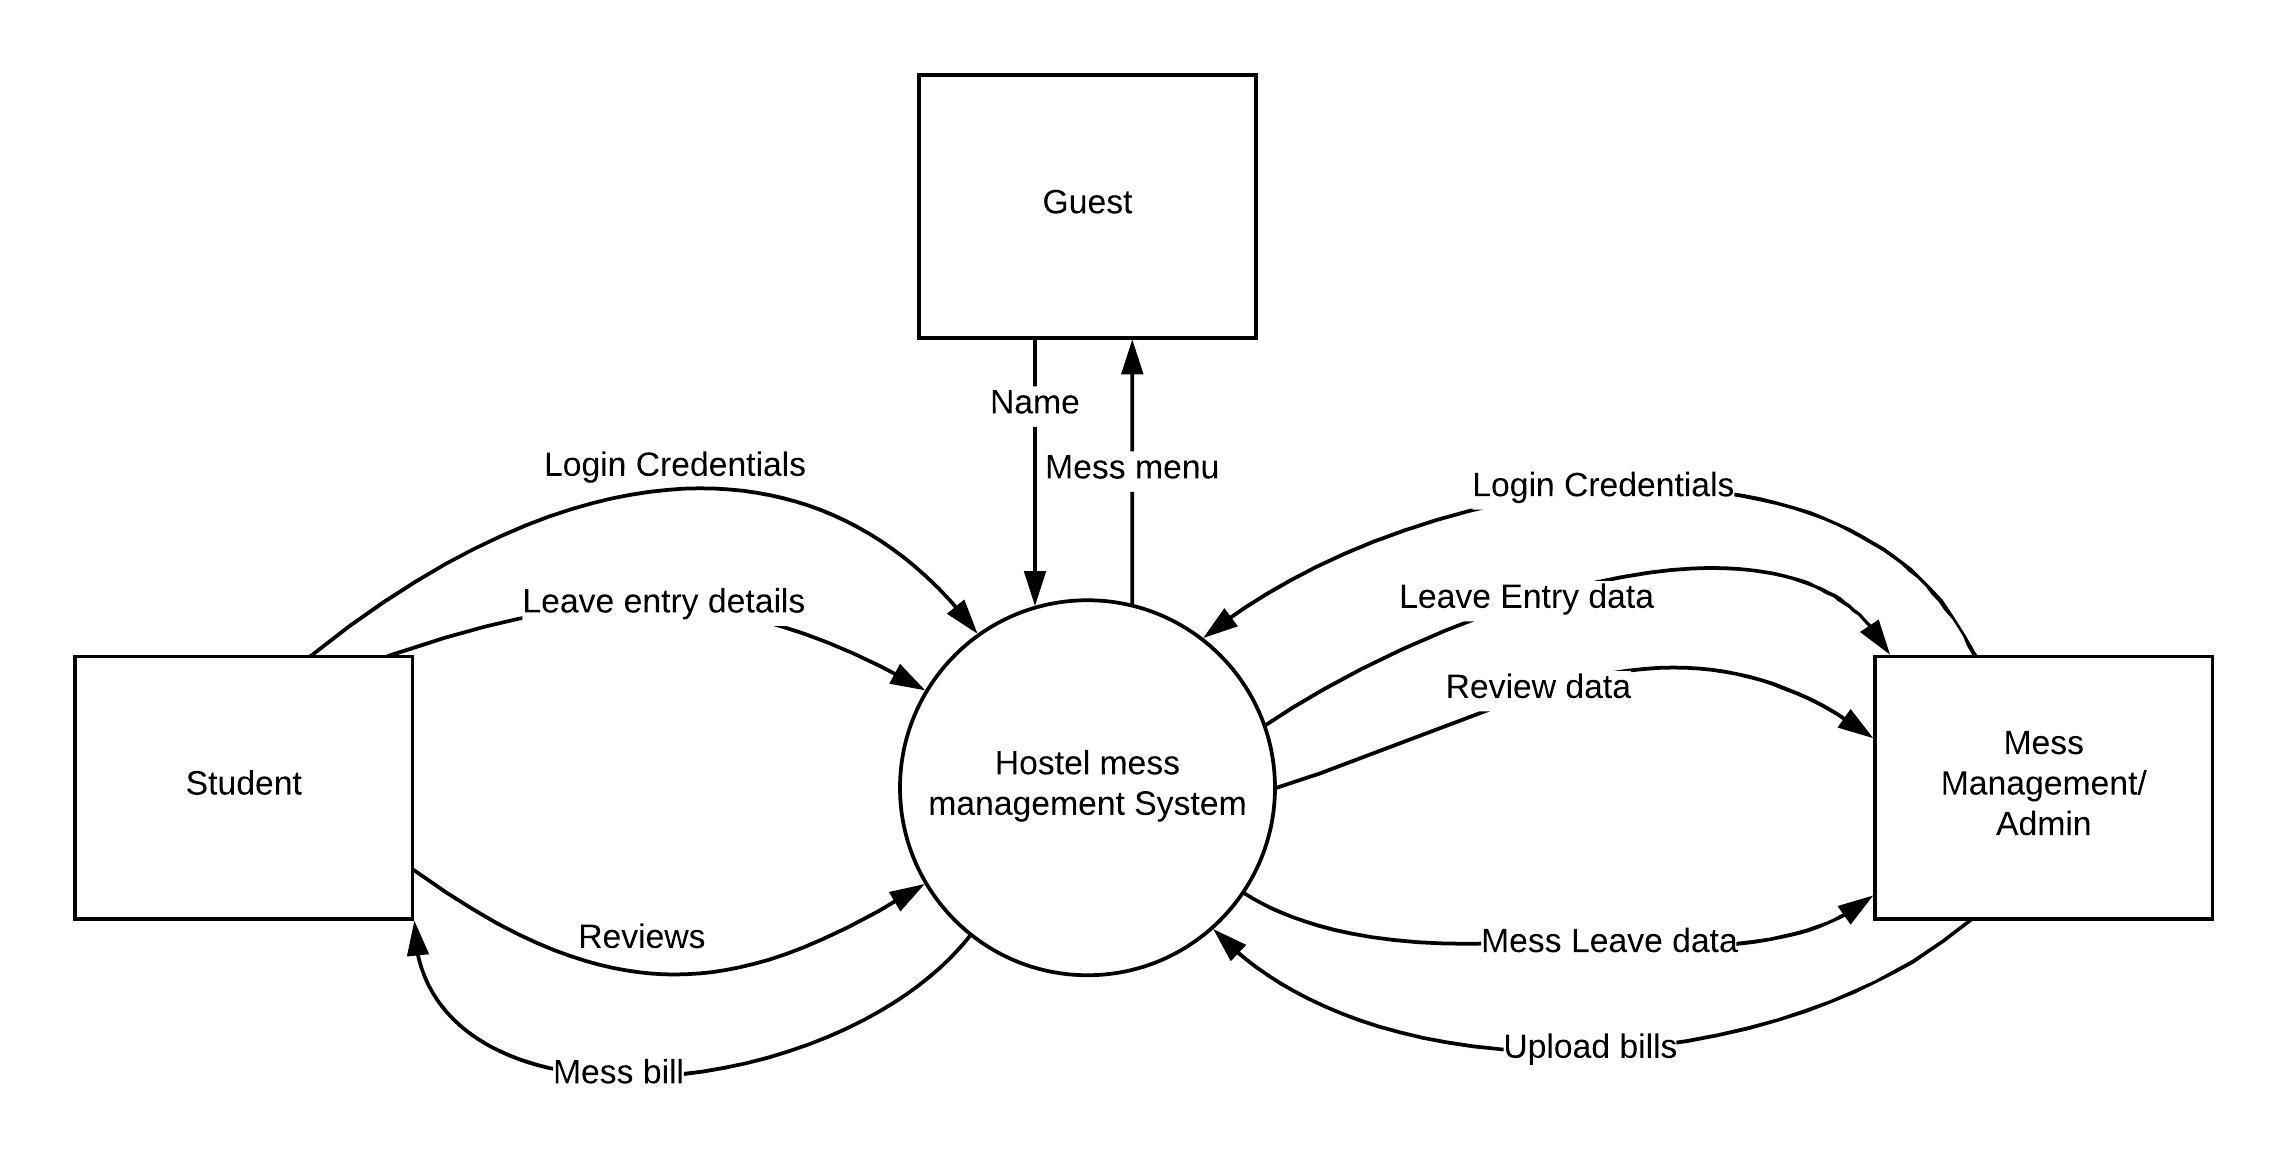 Guest
Name
Mess menu
Login Credentials
Login Credentials
Leave entry details
Leave Entry data
Review data
Student
Hostel mess
management System
Mess
Management/
Admin
Reviews
Mess Leave data
Mess bill
Upload bills